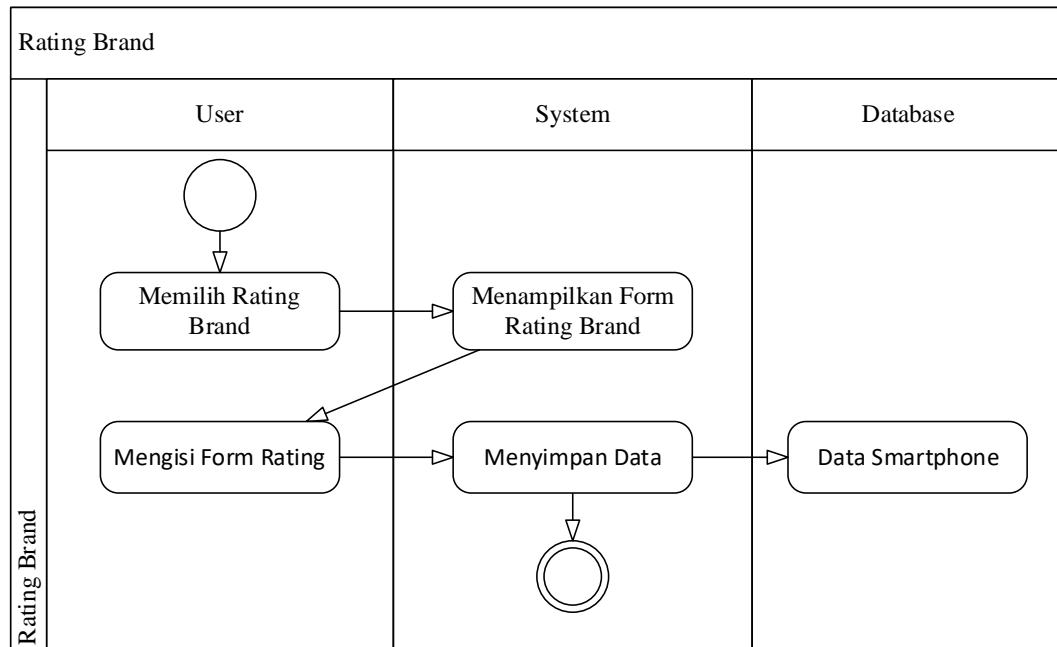 Rating Brand
User
System
Database
Memilih Rating
Brand
Menampilkan Form
Rating Brand
Mengisi Form Rating
Menyimpan Data
Data Smartphone
Rating Brand